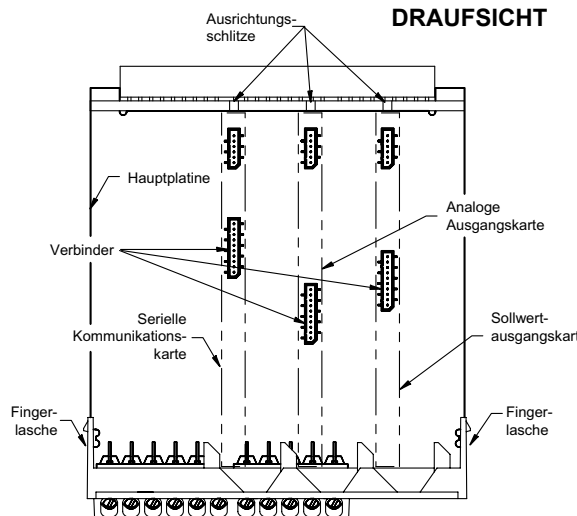 Ausrichtungs-
schlitze
DRAUFSICHT
Hauptplatine
Analoge
Ausgangskarte
Verbinder
Serielle
Kommunikations-
karte
Sollwert-
ausgangskart
Finger-
lasche
Finger-
lasche